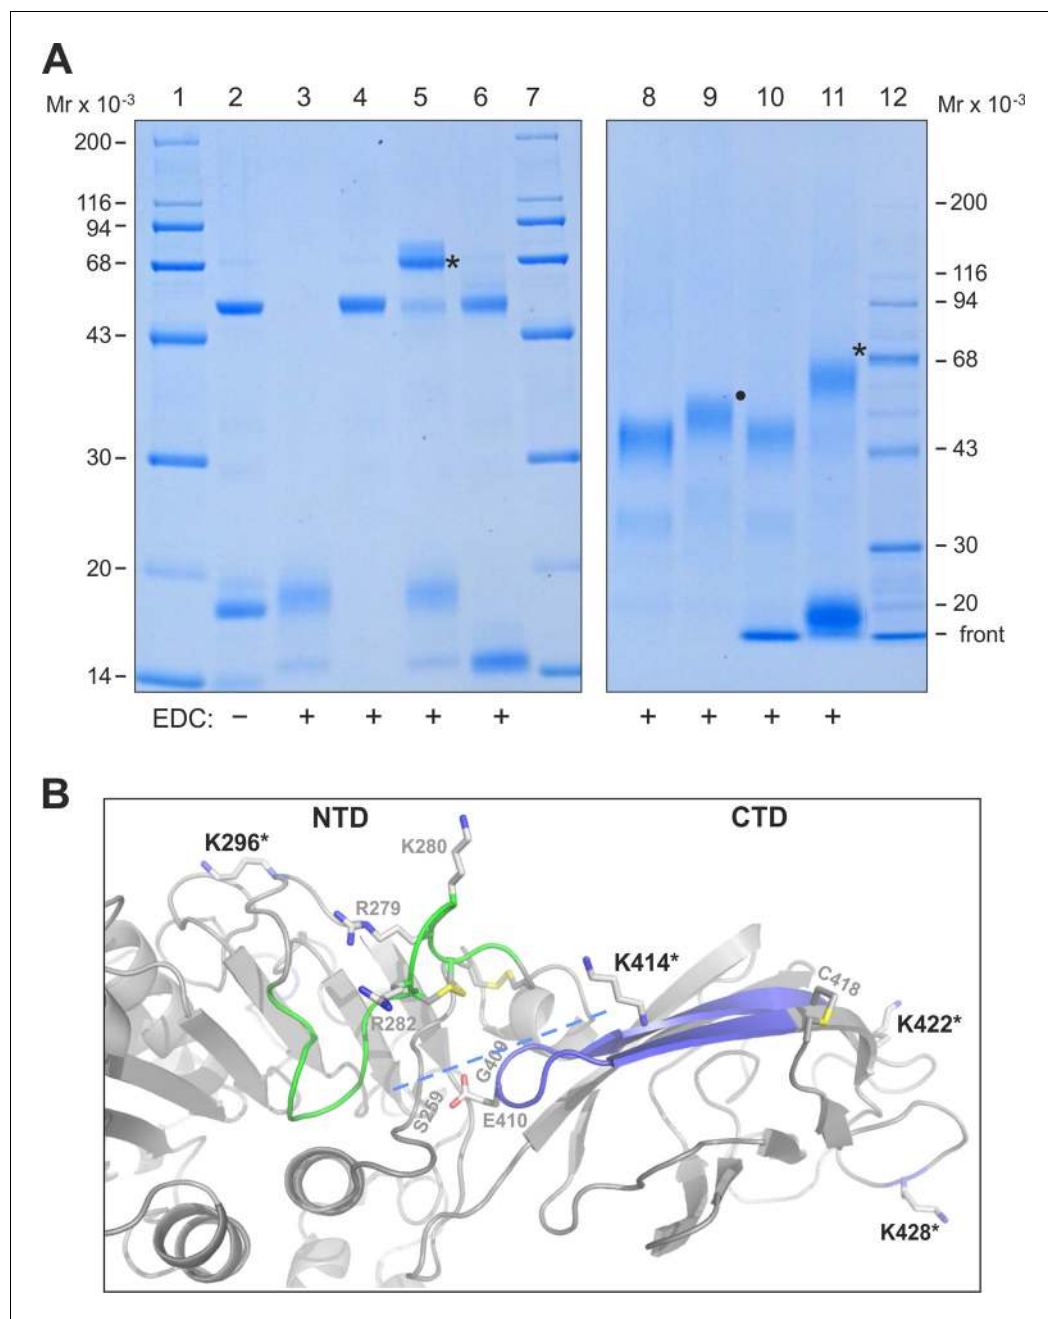 A
Mr x 10-3 1 2 3 4 5 6 7 8 9 10 11 12 Mr x 10-3
200
116
94
68
43
30
20
14
*
200
116
94
68
43
30
20
front
*
•
EDC: − + + + + + + + +
B
NTD CTD
K296*
K280
R279
K414*
C418
R282
K422*
G409
S259
E410
K428*